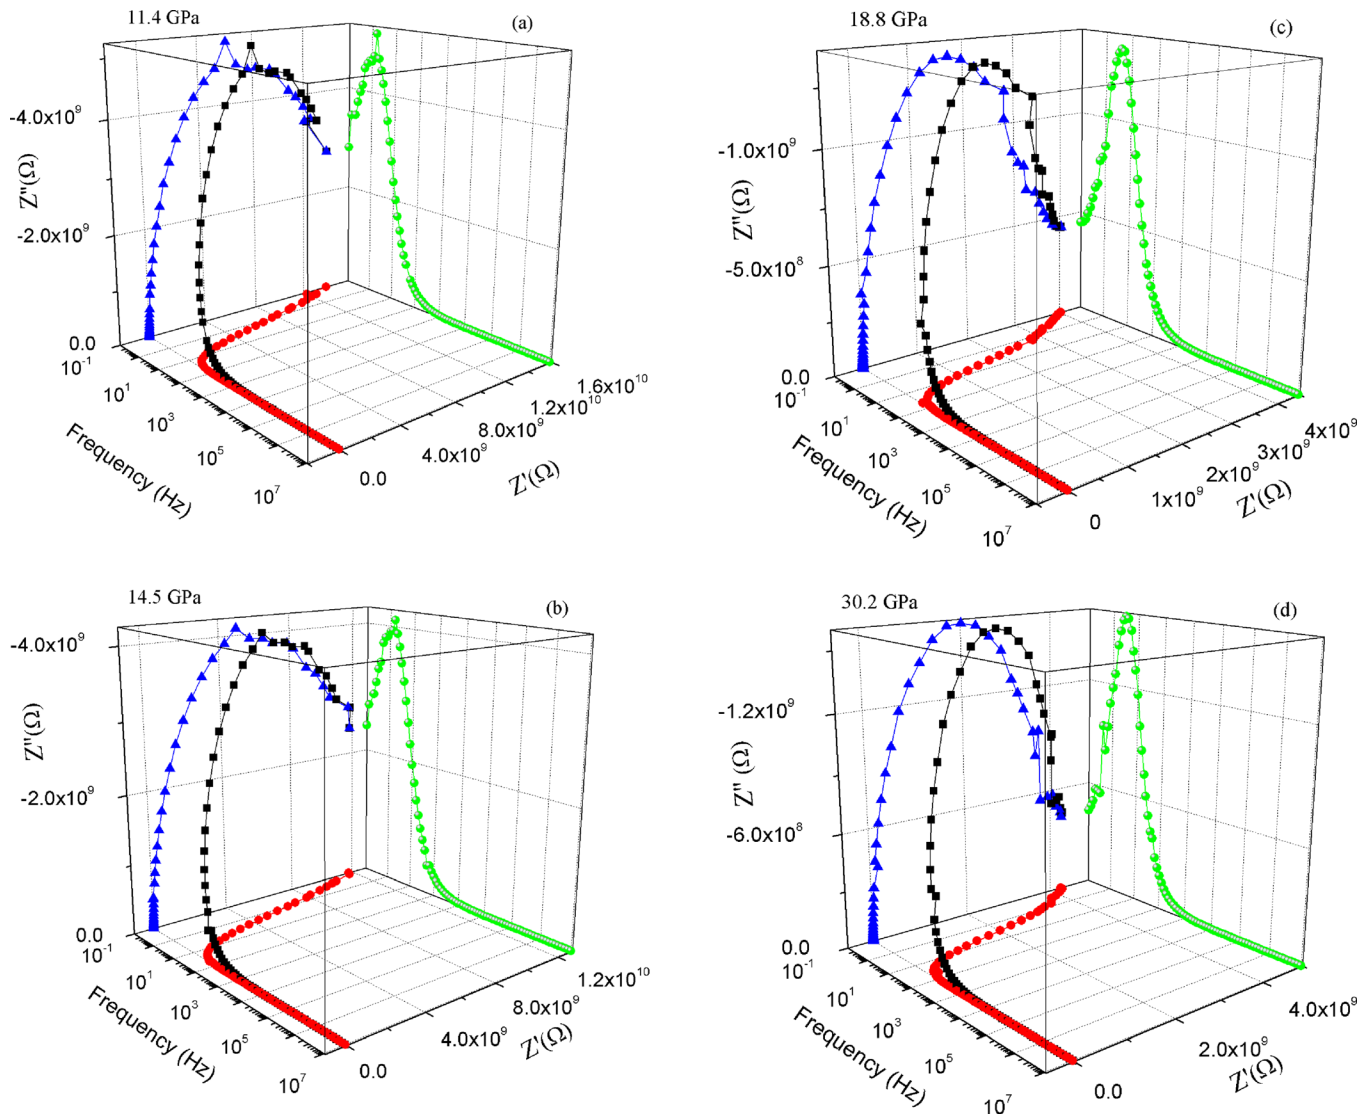 11.4 GPa
(a)
-4.0x10⁹
-2.0x10⁹
0.0
Z''(Ω)
10⁻¹
10¹
10³
10⁵
10⁷
Frequency (Hz)
0.0
4.0x10⁹
8.0x10⁹
1.2x10¹⁰
1.6x10¹⁰
Z'(Ω)
18.8 GPa
(c)
-1.0x10⁹
-5.0x10⁸
0.0
Z''(Ω)
10⁻¹
10¹
10³
10⁵
10⁷
Frequency (Hz)
0
1x10⁹
2x10⁹
3x10⁹
4x10⁹
Z'(Ω)
14.5 GPa
(b)
-4.0x10⁹
-2.0x10⁹
0.0
Z''(Ω)
10⁻¹
10¹
10³
10⁵
10⁷
Frequency (Hz)
0.0
4.0x10⁹
8.0x10⁹
1.2x10¹⁰
Z'(Ω)
30.2 GPa
(d)
-1.2x10⁹
-6.0x10⁸
0.0
Z'' (Ω)
10⁻¹
10¹
10³
10⁵
10⁷
Frequency (Hz)
0.0
2.0x10⁹
4.0x10⁹
Z'(Ω)